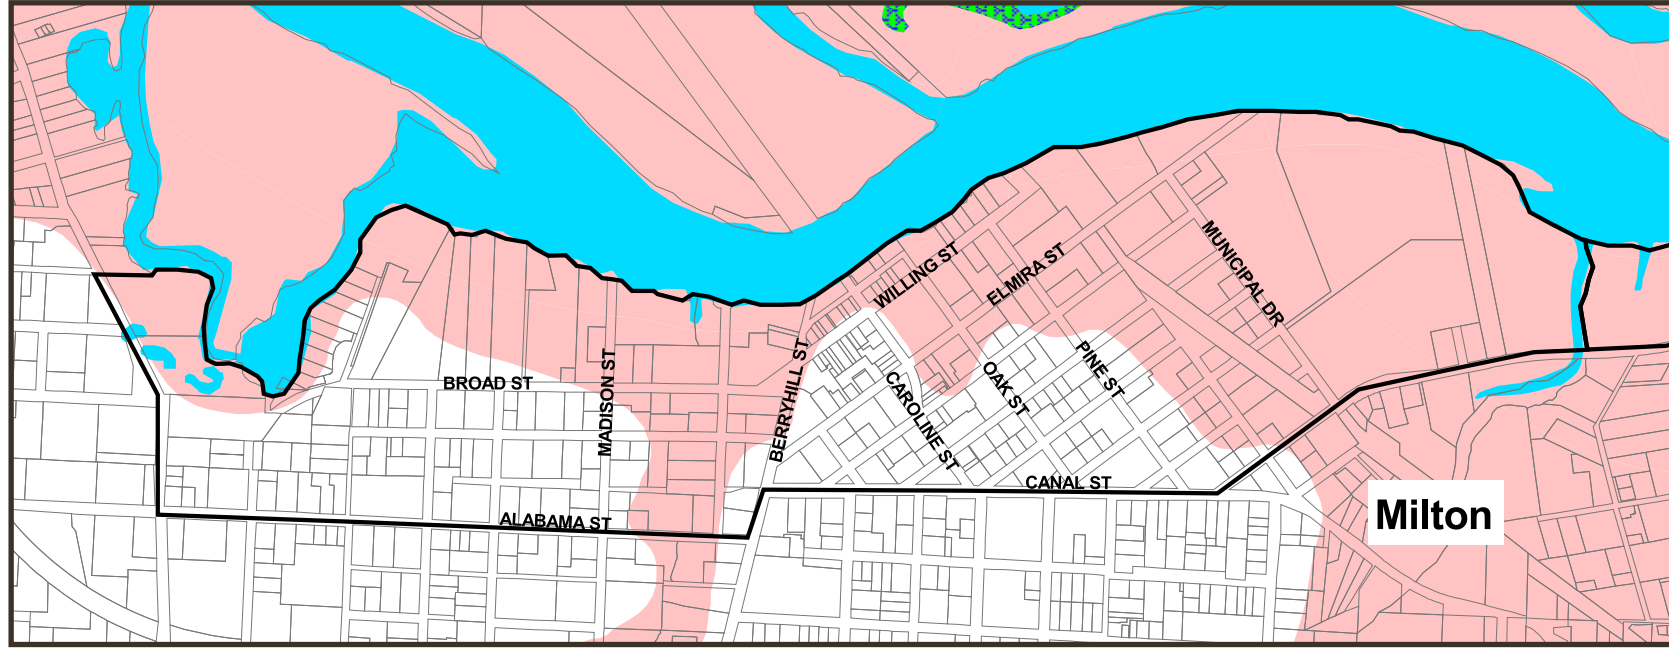 WILLING ST
ELMIRA ST
MUNICIPAL DR
BROAD ST
MADISON ST
BERRYHILL ST
CAROLINE ST
OAK ST
PINE ST
CANAL ST
ALABAMA ST
Milton